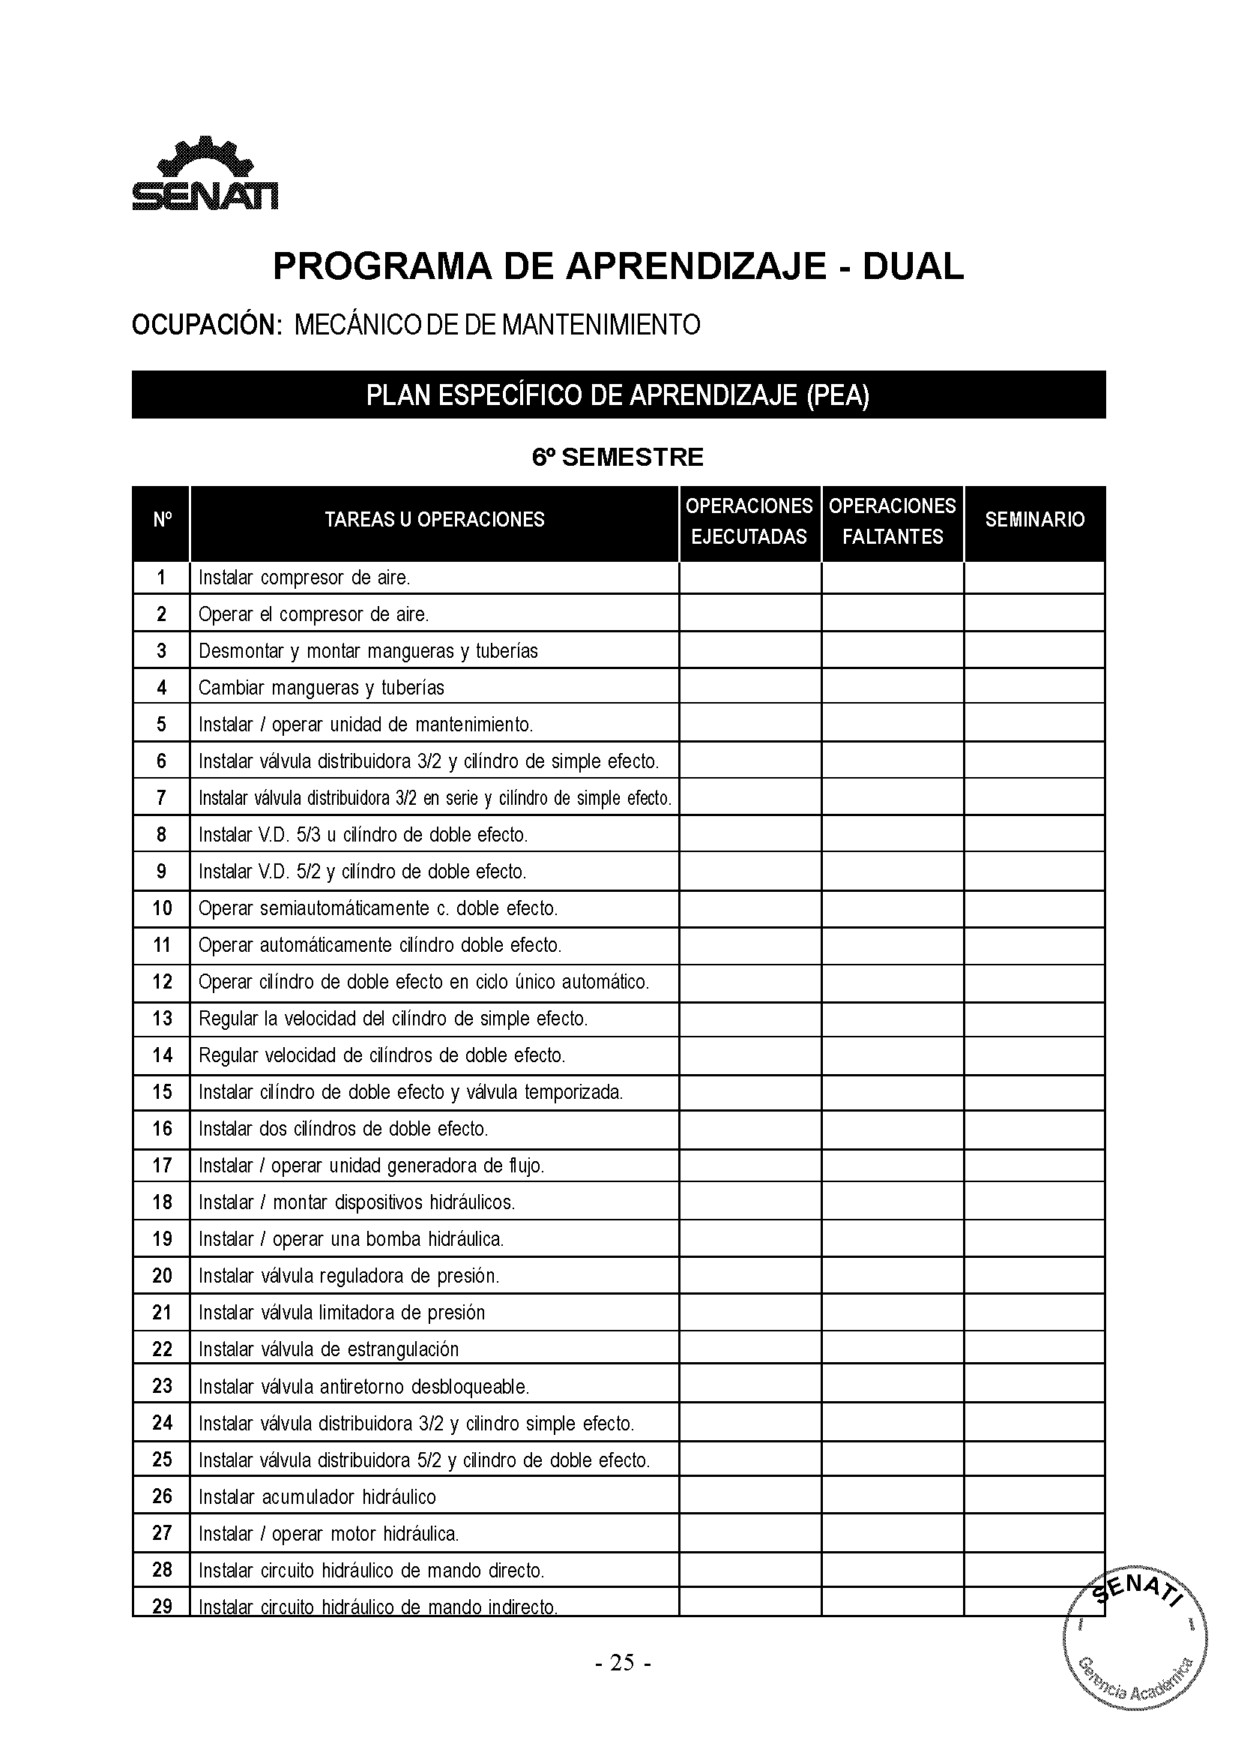 SENATI
PROGRAMA DE APRENDIZAJE - DUAL
OCUPACIÓN: MECÁNICO DE DE MANTENIMIENTO
PLAN ESPECÍFICO DE APRENDIZAJE (PEA)
6º SEMESTRE
Nº TAREAS U OPERACIONES OPERACIONES EJECUTADAS OPERACIONES FALTANTES SEMINARIO
1 Instalar compresor de aire.
2 Operar el compresor de aire.
3 Desmontar y montar mangueras y tuberías
4 Cambiar mangueras y tuberías
5 Instalar / operar unidad de mantenimiento.
6 Instalar válvula distribuidora 3/2 y cilíndro de simple efecto.
7 Instalar válvula distribuidora 3/2 en serie y cilíndro de simple efecto.
8 Instalar V.D. 5/3 u cilíndro de doble efecto.
9 Instalar V.D. 5/2 y cilíndro de doble efecto.
10 Operar semiautomáticamente c. doble efecto.
11 Operar automáticamente cilíndro doble efecto.
12 Operar cilíndro de doble efecto en ciclo único automático.
13 Regular la velocidad del cilíndro de simple efecto.
14 Regular velocidad de cilíndros de doble efecto.
15 Instalar cilíndro de doble efecto y válvula temporizada.
16 Instalar dos cilíndros de doble efecto.
17 Instalar / operar unidad generadora de flujo.
18 Instalar / montar dispositivos hidráulicos.
19 Instalar / operar una bomba hidráulica.
20 Instalar válvula reguladora de presión.
21 Instalar válvula limitadora de presión
22 Instalar válvula de estrangulación
23 Instalar válvula antiretorno desbloqueable.
24 Instalar válvula distribuidora 3/2 y cilindro simple efecto.
25 Instalar válvula distribuidora 5/2 y cilindro de doble efecto.
26 Instalar acumulador hidráulico
27 Instalar / operar motor hidráulica.
28 Instalar circuito hidráulico de mando directo.
29 Instalar circuito hidráulico de mando indirecto.
SENATI
Gerencia Académica
- 25 -